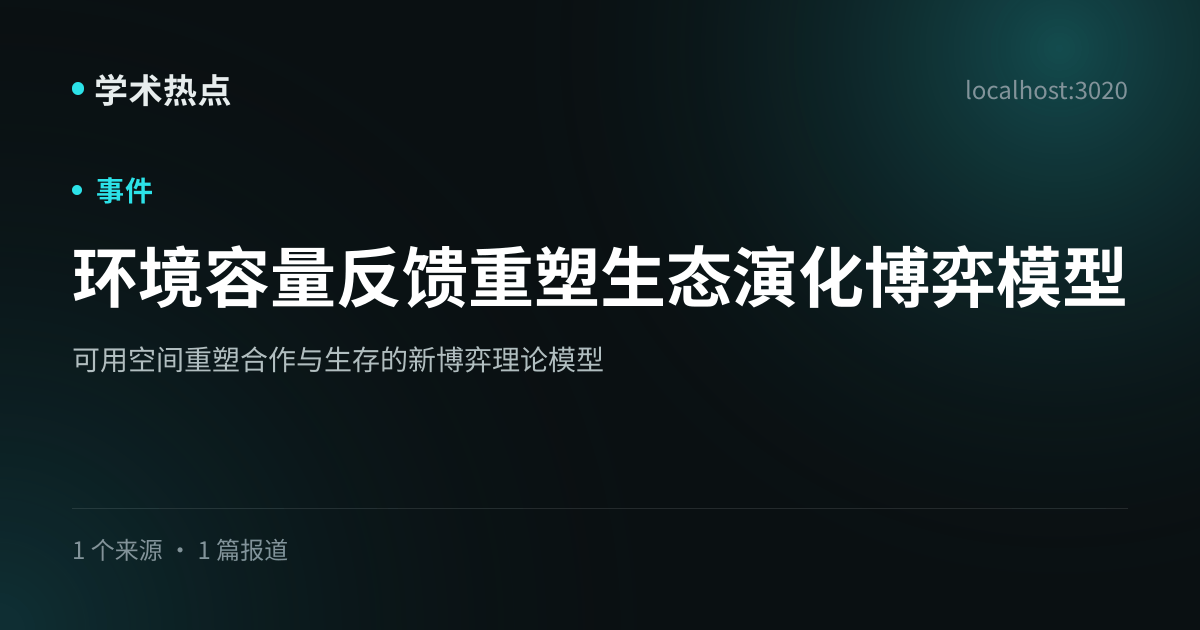 学术热点
localhost:3020
事件
环境容量反馈重塑生态演化博弈模型
可用空间重塑合作与生存的新博弈理论模型
1 个来源 · 1 篇报道